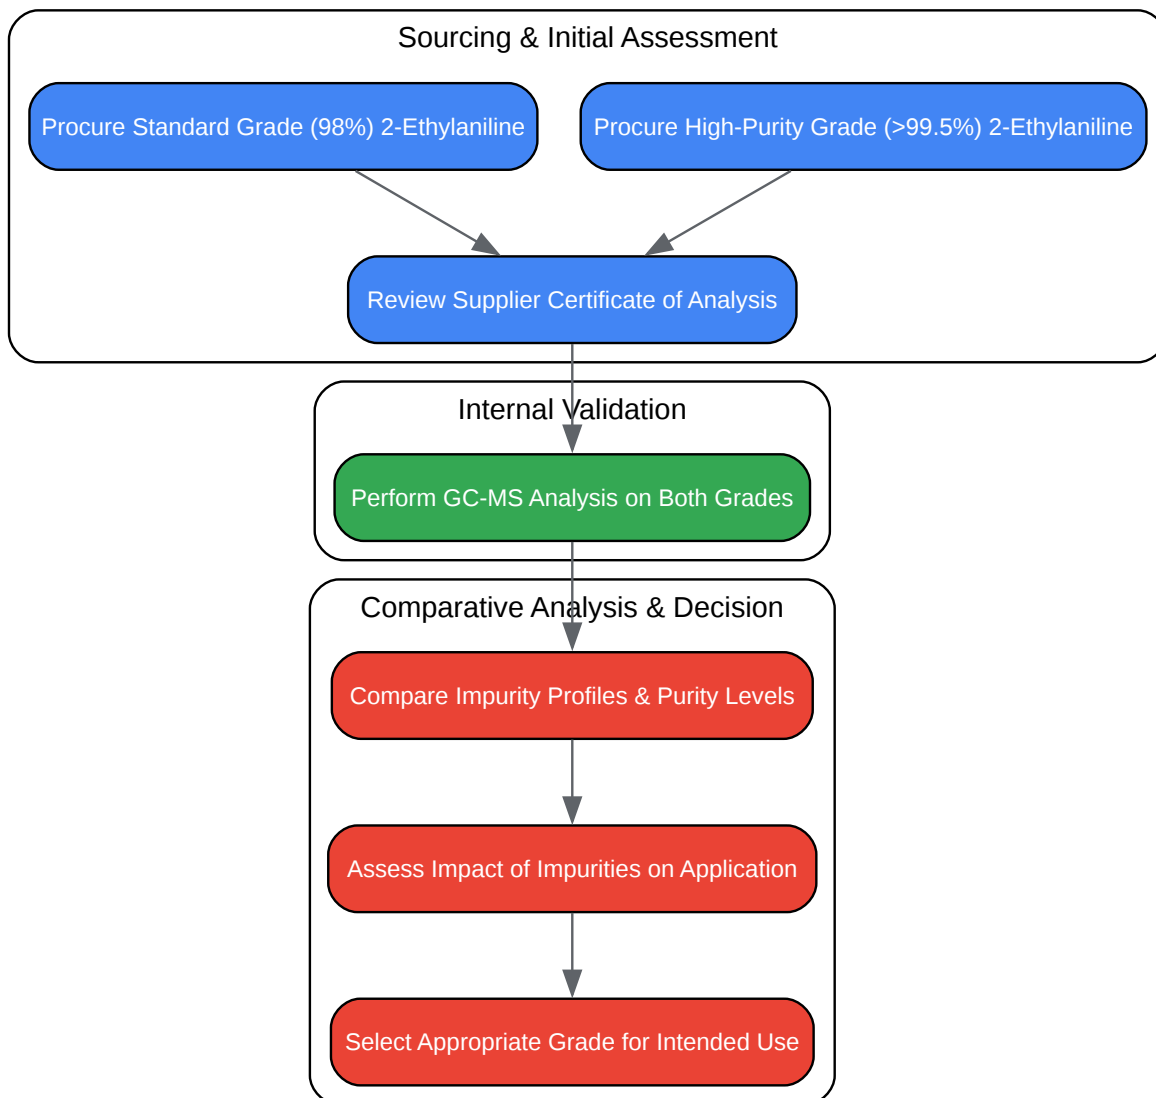 Sourcing & Initial Assessment
Procure Standard Grade (98%) 2-Ethylaniline
Procure High-Purity Grade (>99.5%) 2-Ethylaniline
Review Supplier Certificate of Analysis
Internal Validation
Perform GC-MS Analysis on Both Grades
Comparative Analysis & Decision
Compare Impurity Profiles & Purity Levels
Assess Impact of Impurities on Application
Select Appropriate Grade for Intended Use